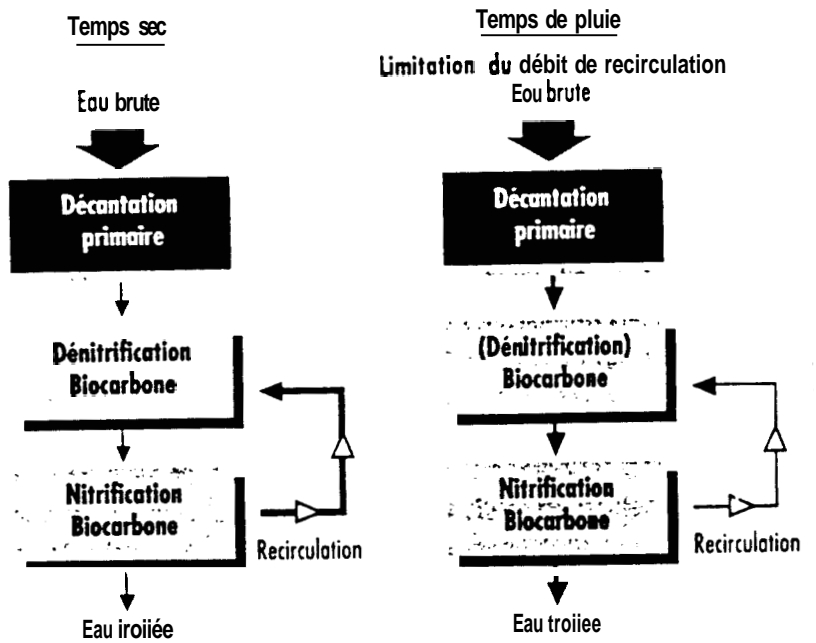 Temps sec
Eau brute
Décantation
primaire
Dénitrification
Biocarbone
Nitrification
Biocarbone
Recirculation
Eau iroiiée
Temps de pluie
Limitation du débit de recirculation
Eou brute
Décantation
primaire
(Dénitrification)
Biocarbone
Nitrification
Biocarbone
Recirculation
Eau troiiee